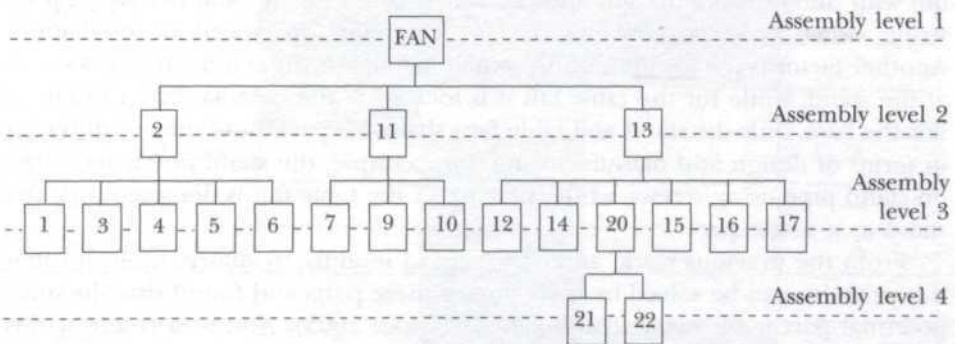 Assembly level 1
FAN
2 11 13 Assembly level 2
Assembly
1 3 4 5 6 7 9 10 12 14 20 15 16 17 level 3
Assembly level 4
21 22